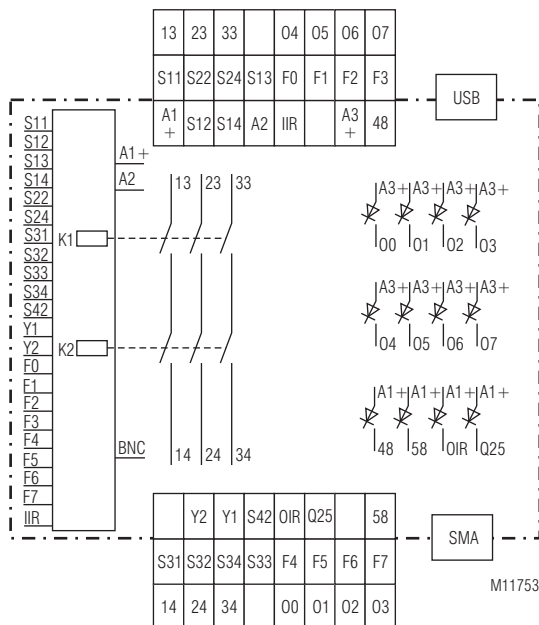 13 23 33 04 05 06 07
S11 S22 S24 S13 F0 F1 F2 F3
A1+ S12 S14 A2 IIR A3+ 48
USB
S11
S12
S13
S14
S22
S24
S31
S32
S33
S34
S42
Y1
Y2
F0
F1
F2
F3
F4
F5
F6
F7
IIR
A1+
A2
K1
K2
BNC
13 23 33
14 24 34
A3+ A3+ A3+ A3+
00 01 02 03
A3+ A3+ A3+ A3+
04 05 06 07
A1+ A1+ A1+ A1+
48 58 0IR Q25
Y2 Y1 S42 0IR Q25 58
S31 S32 S34 S33 F4 F5 F6 F7
14 24 34 00 01 02 03
SMA
M11753